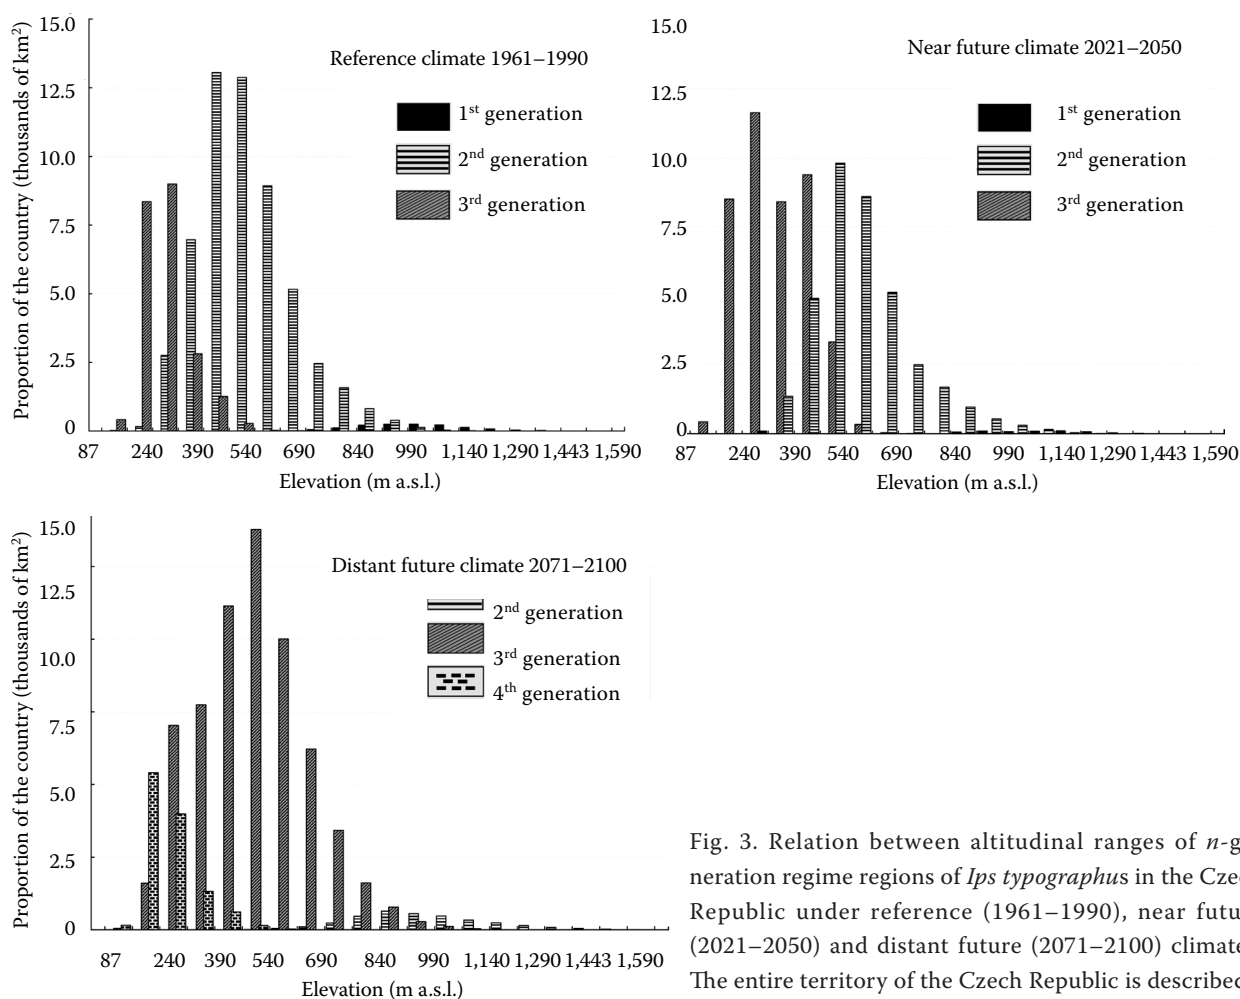 Proportion of the country (thousands of km²)
15.0
12.5
10.0
7.5
5.0
2.5
0
Reference climate 1961–1990
1st generation
2nd generation
3rd generation
87 240 390 540 690 840 990 1,140 1,290 1,443 1,590
Elevation (m a.s.l.)
15.0
12.5
10.0
7.5
5.0
2.5
0
Near future climate 2021–2050
1st generation
2nd generation
3rd generation
87 240 390 540 690 840 990 1,140 1,290 1,443 1,590
Elevation (m a.s.l.)
Proportion of the country (thousands of km²)
15.0
12.5
10.0
7.5
5.0
2.5
0
Distant future climate 2071–2100
2nd generation
3rd generation
4th generation
87 240 390 540 690 840 990 1,140 1,290 1,443 1,590
Elevation (m a.s.l.)
Fig. 3. Relation between altitudinal ranges of n-g
neration regime regions of Ips typographus in the Czec
Republic under reference (1961–1990), near futur
(2021–2050) and distant future (2071–2100) climate
The entire territory of the Czech Republic is described